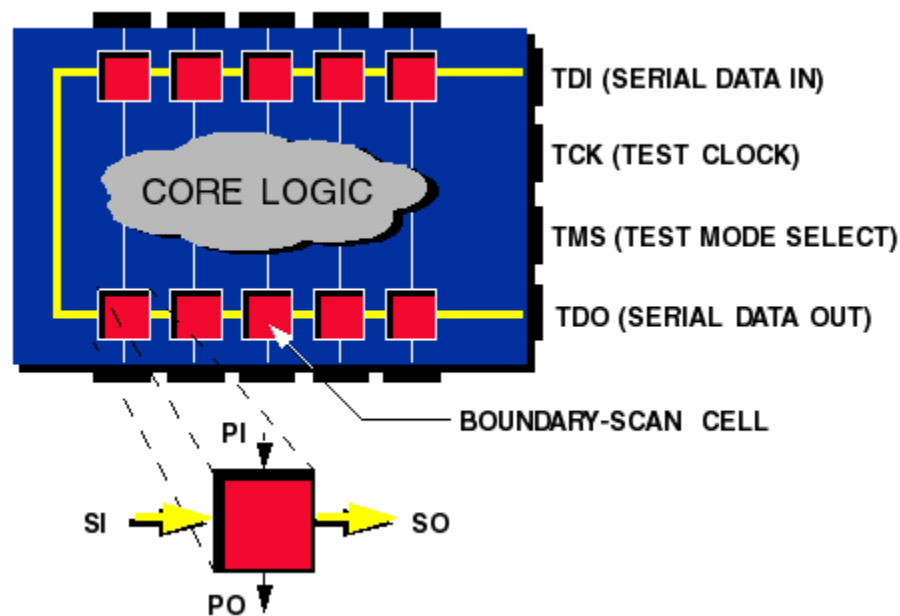 TDI (SERIAL DATA IN)
TCK (TEST CLOCK)
CORE LOGIC
TMS (TEST MODE SELECT)
TDO (SERIAL DATA OUT)
BOUNDARY-SCAN CELL
PI
SI
SO
PO